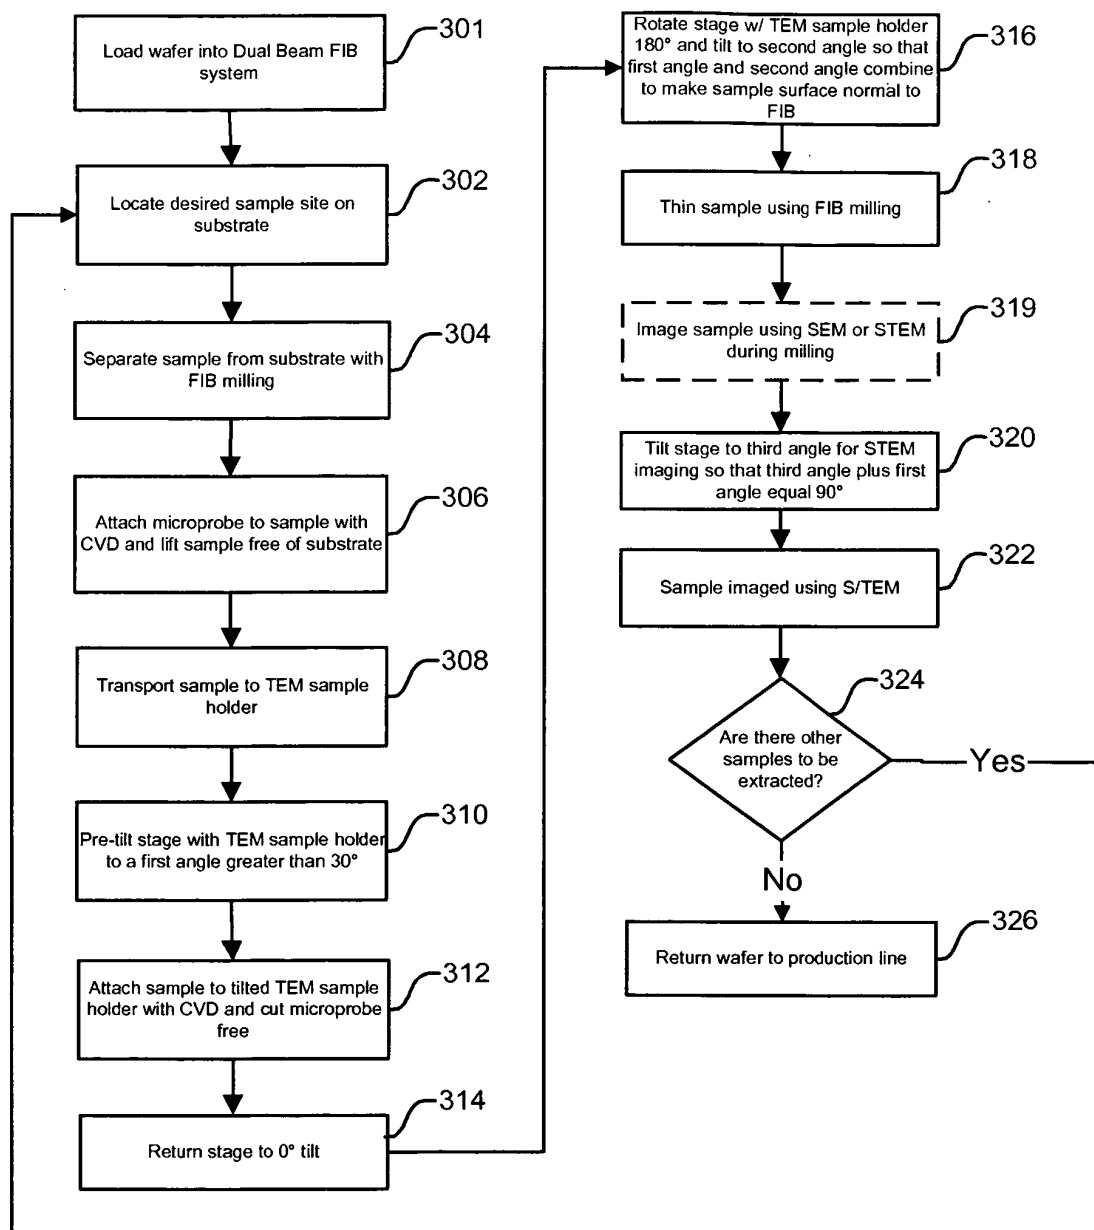 Load wafer into Dual Beam FIB
system
301
Locate desired sample site on
substrate
302
Separate sample from substrate with
FIB milling
304
Attach microprobe to sample with
CVD and lift sample free of substrate
306
Transport sample to TEM sample
holder
308
Pre-tilt stage with TEM sample holder
to a first angle greater than 30°
310
Attach sample to tilted TEM sample
holder with CVD and cut microprobe
free
312
Return stage to 0° tilt
314
Rotate stage w/ TEM sample holder
180° and tilt to second angle so that
first angle and second angle combine
to make sample surface normal to
FIB
316
Thin sample using FIB milling
318
Image sample using SEM or STEM
during milling
319
Tilt stage to third angle for STEM
imaging so that third angle plus first
angle equal 90°
320
Sample imaged using S/TEM
322
Are there other
samples to be
extracted?
324
Yes
No
Return wafer to production line
326